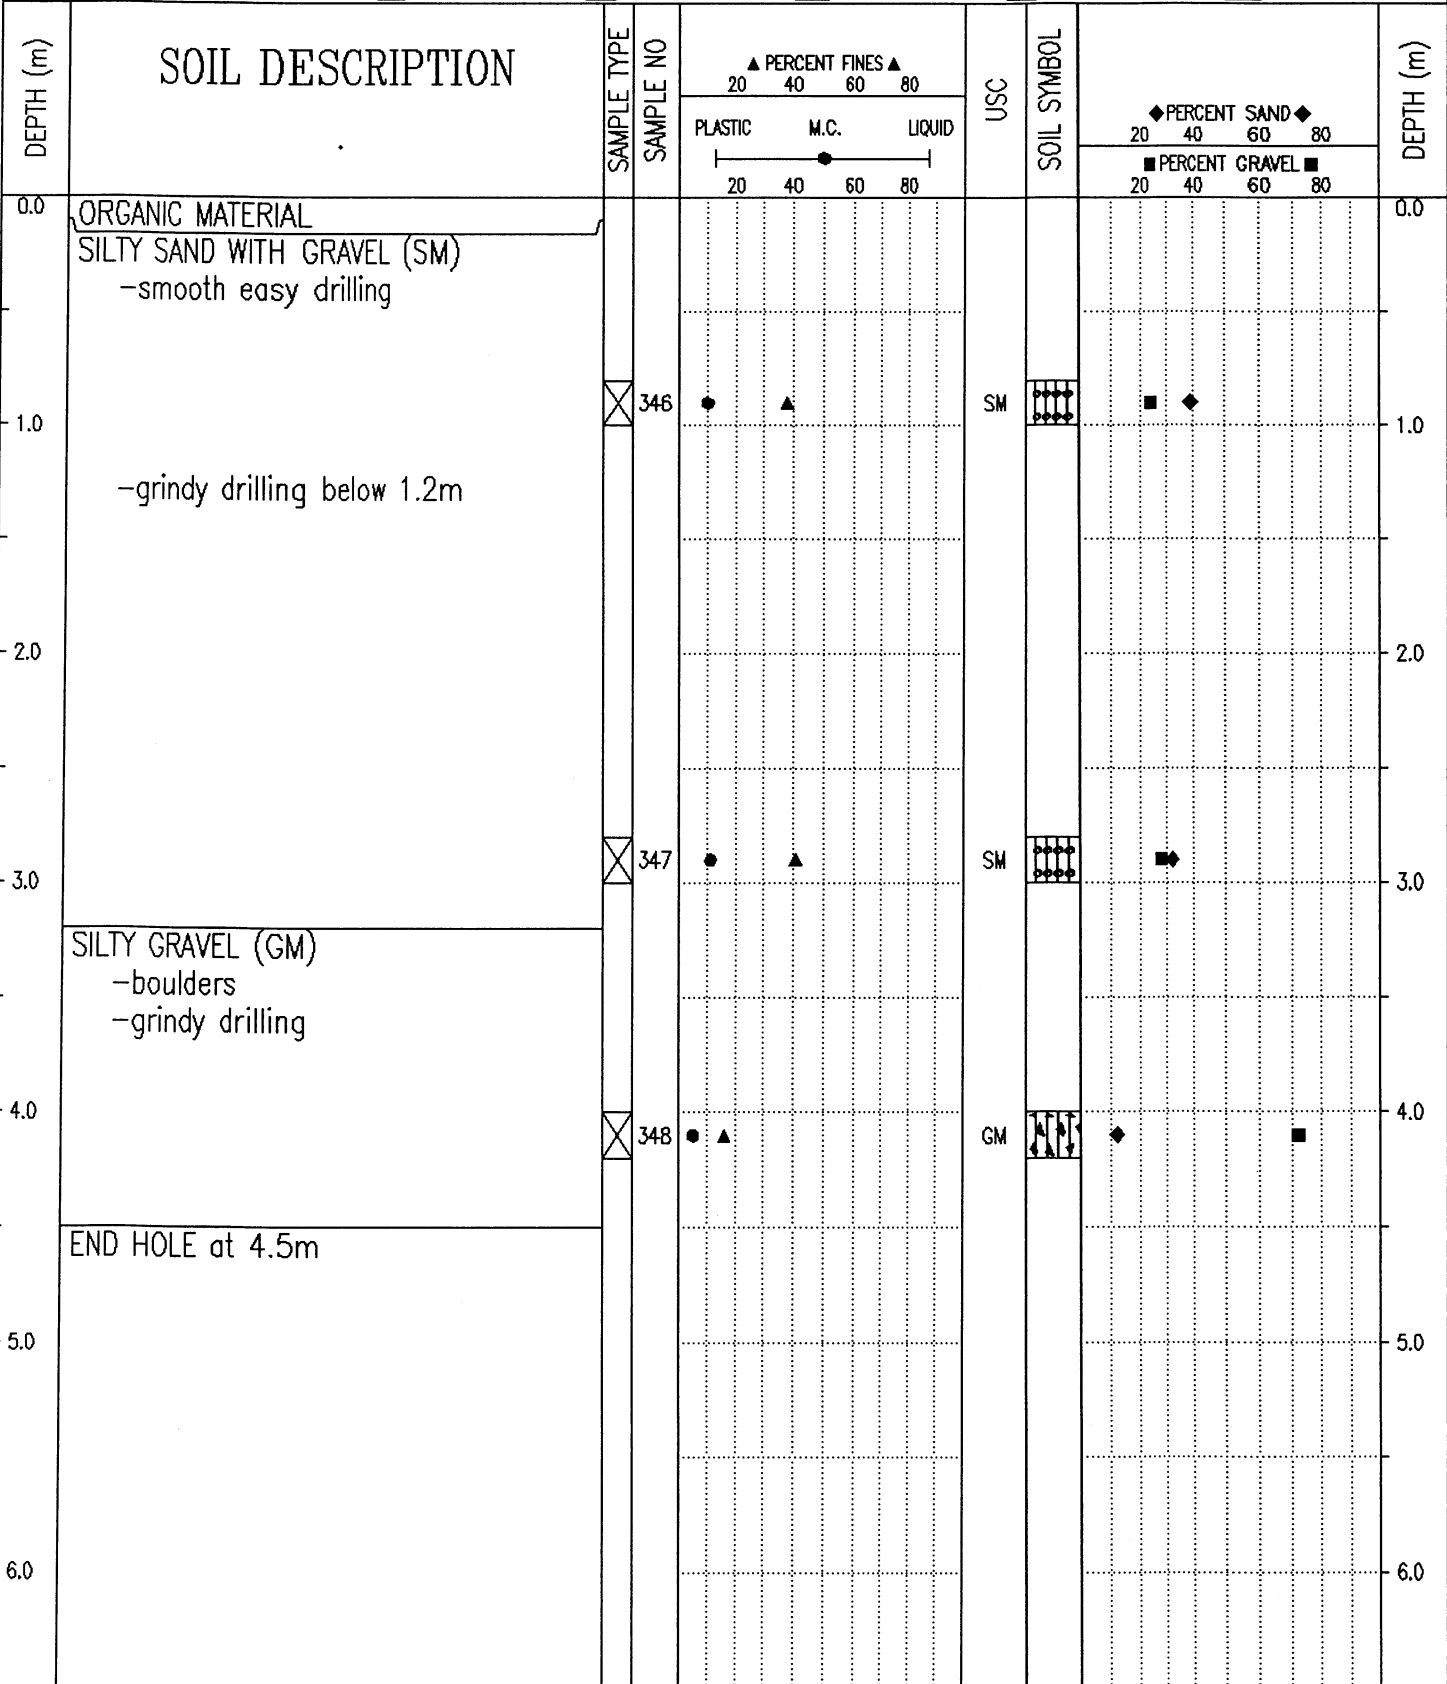 DEPTH (m)
SOIL DESCRIPTION
SAMPLE TYPE
SAMPLE NO
▲ PERCENT FINES ▲
20 40 60 80
PLASTIC M.C. LIQUID
20 40 60 80
USC
SOIL SYMBOL
◆PERCENT SAND◆
20 40 60 80
■PERCENT GRAVEL■
20 40 60 80
DEPTH (m)
0.0
ORGANIC MATERIAL
0.0
SILTY SAND WITH GRAVEL (SM)
-smooth easy drilling
346 SM
1.0 1.0
-grindy drilling below 1.2m
2.0 2.0
347 SM
3.0 3.0
SILTY GRAVEL (GM)
-boulders
-grindy drilling
4.0 4.0
348 GM
END HOLE at 4.5m
5.0 5.0
6.0 6.0